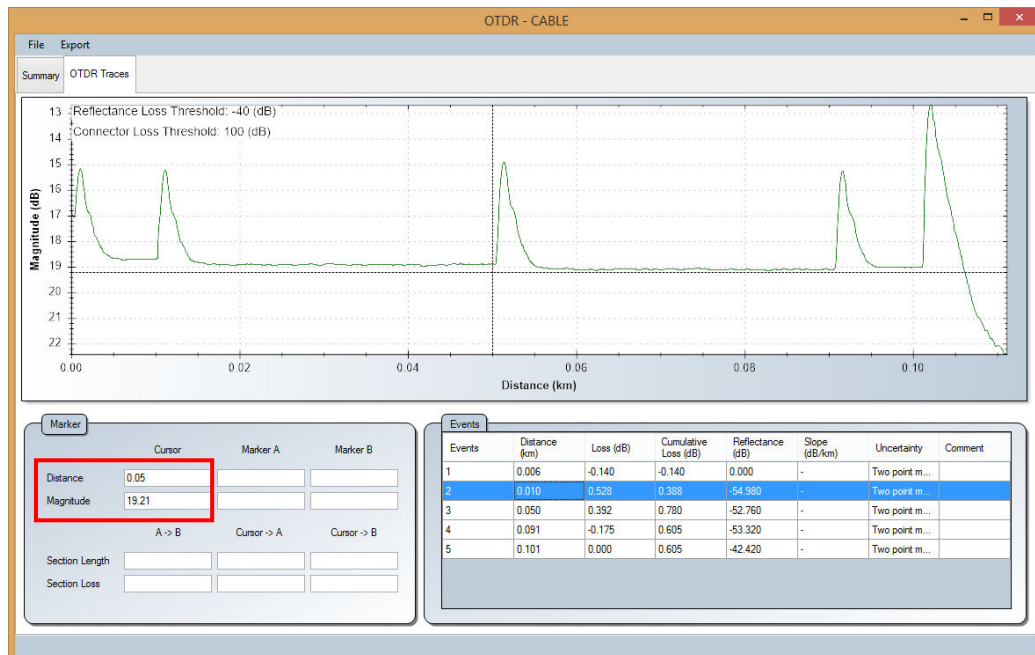 OTDR - CABLE
File Export
Summary OTDR Traces
Reflectance Loss Threshold: -40 (dB)
Connector Loss Threshold: 100 (dB)
Magnitude (dB)
13
14
15
16
17
18
19
20
21
22
0.00 0.02 0.04 0.06 0.08 0.10
Distance (km)
Marker
Cursor Marker A Marker B
Distance 0.05
Magnitude 19.21
A -> B Cursor -> A Cursor -> B
Section Length
Section Loss
Events
Events Distance (km) Loss (dB) Cumulative Loss (dB) Reflectance (dB) Slope (dB/km) Uncertainty Comment
1 0.006 -0.140 -0.140 0.000 - Two point m...
2 0.010 0.528 0.388 -54.980 - Two point m...
3 0.050 0.392 0.780 -52.760 - Two point m...
4 0.091 -0.175 0.605 -53.320 - Two point m...
5 0.101 0.000 0.605 -42.420 - Two point m...